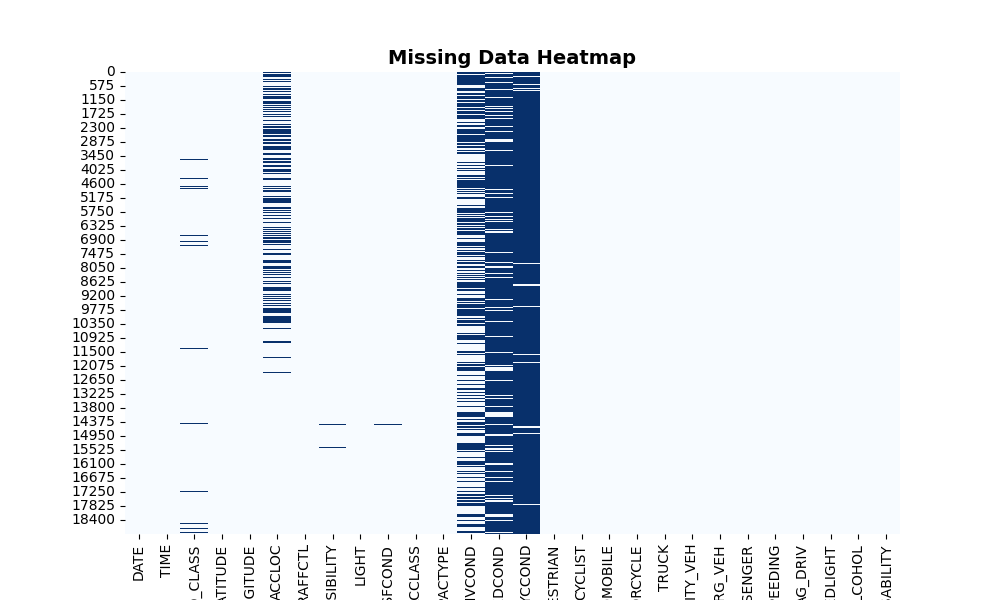 Missing Data Heatmap
0
575
1150
1725
2300
2875
3450
4025
4600
5175
5750
6325
6900
7475
8050
8625
9200
9775
10350
10925
11500
12075
12650
13225
13800
14375
14950
15525
16100
16675
17250
17825
18400
DATE
TIME
_CLASS
ATITUDE
GITUDE
ACCLOC
RAFFCTL
SIBILITY
LIGHT
SFCOND
CCLASS
ACTYPE
IVCOND
DCOND
YCCOND
ESTRIAN
CYCLIST
MOBILE
RCYCLE
TRUCK
ITY_VEH
RG_VEH
SENGER
EEDING
AG_DRIV
DLIGHT
LCOHOL
ABILITY